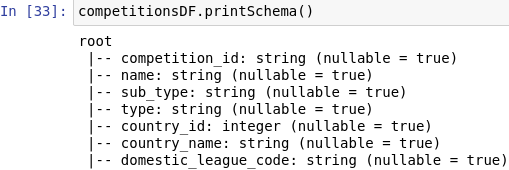 In [33]: competitionsDF.printSchema()
root
 |-- competition_id: string (nullable = true)
 |-- name: string (nullable = true)
 |-- sub_type: string (nullable = true)
 |-- type: string (nullable = true)
 |-- country_id: integer (nullable = true)
 |-- country_name: string (nullable = true)
 |-- domestic_league_code: string (nullable = true)